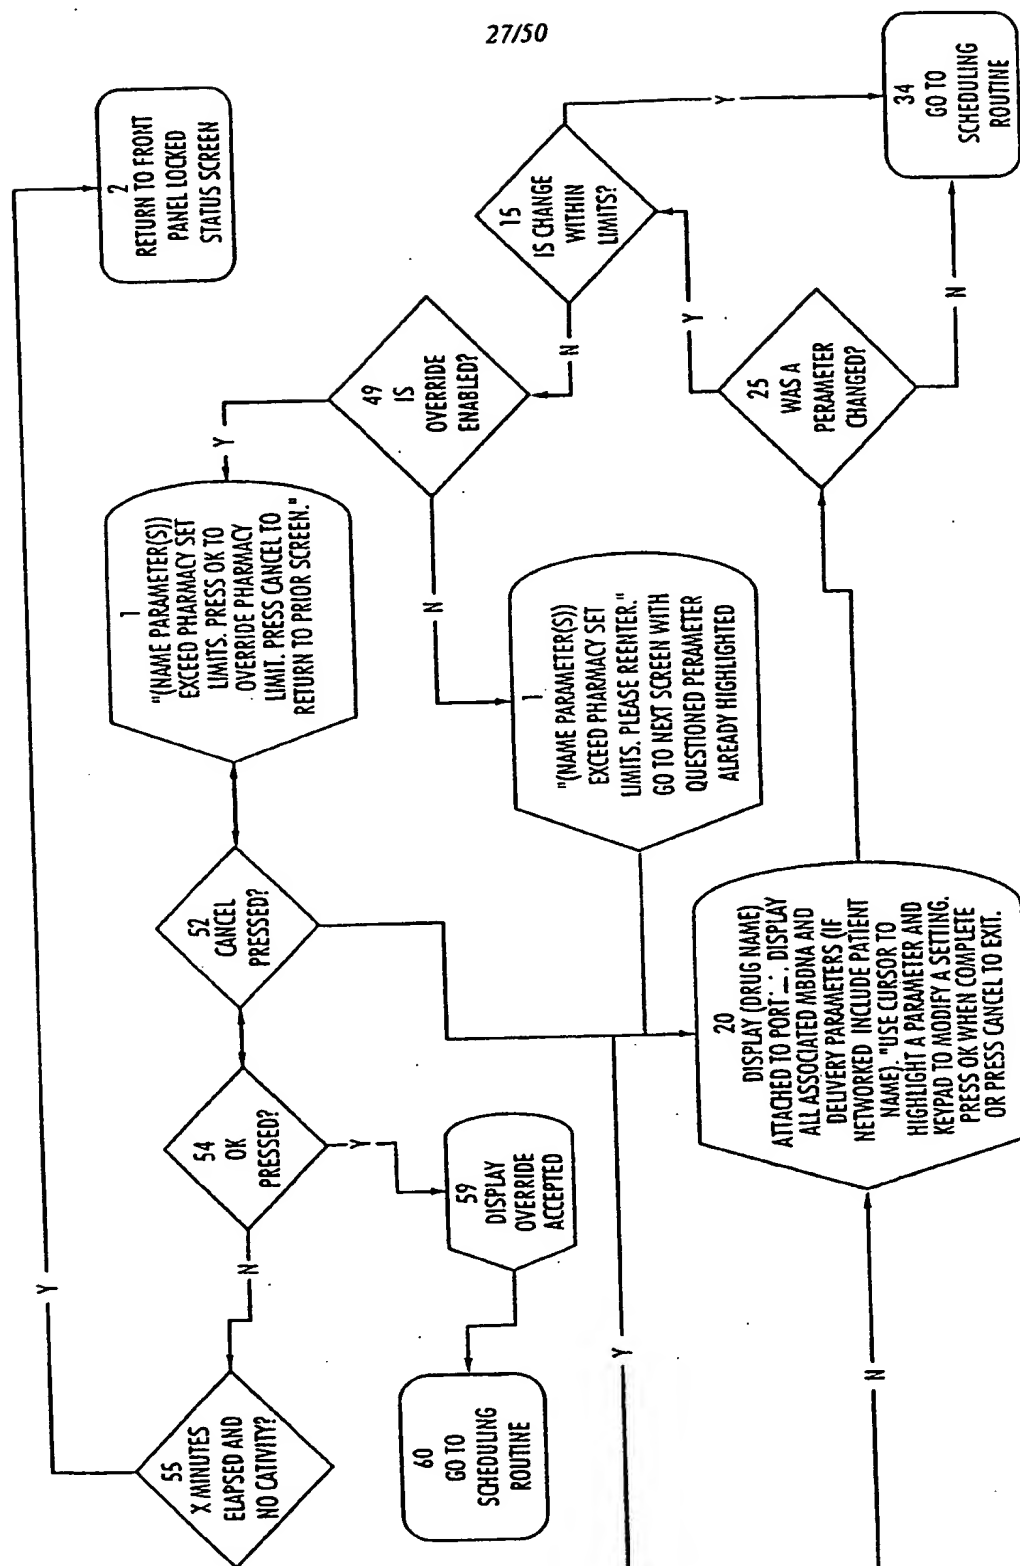 27/50
2
RETURN TO FRONT
PANEL LOCKED
STATUS SCREEN
34
GO TO
SCHEDULING
ROUTINE
Y
15
IS CHANGE
WITHIN
LIMITS?
Y
N
N
49
IS
OVERRIDE
ENABLED?
25
WAS A
PERAMETER
CHANGED?
Y
N
1
"(NAME PARAMETER(S))
EXCEED PHARMACY SET
LIMITS. PRESS OK TO
OVERRIDE PHARMACY
LIMIT. PRESS CANCEL TO
RETURN TO PRIOR SCREEN."
1
"(NAME PARAMETER(S))
EXCEED PHARMACY SET
LIMITS. PLEASE REENTER."
GO TO NEXT SCREEN WITH
QUESTIONED PERAMETER
ALREADY HIGHLIGHTED
52
CANCEL
PRESSED?
20
DISPLAY (DRUG NAME)
ATTACHED TO PORT __. DISPLAY
ALL ASSOCIATED MBDNA AND
DELIVERY PARAMETERS (IF
NETWORKED INCLUDE PATIENT
NAME). "USE CURSOR TO
HIGHLIGHT A PARAMETER AND
KEYPAD TO MODIFY A SETTING.
PRESS OK WHEN COMPLETE
OR PRESS CANCEL TO EXIT.
54
OK
PRESSED?
Y
59
DISPLAY
OVERRIDE
ACCEPTED
N
Y
55
X MINUTES
ELAPSED AND
NO CATIVITY?
60
GO TO
SCHEDULING
ROUTINE
Y
N